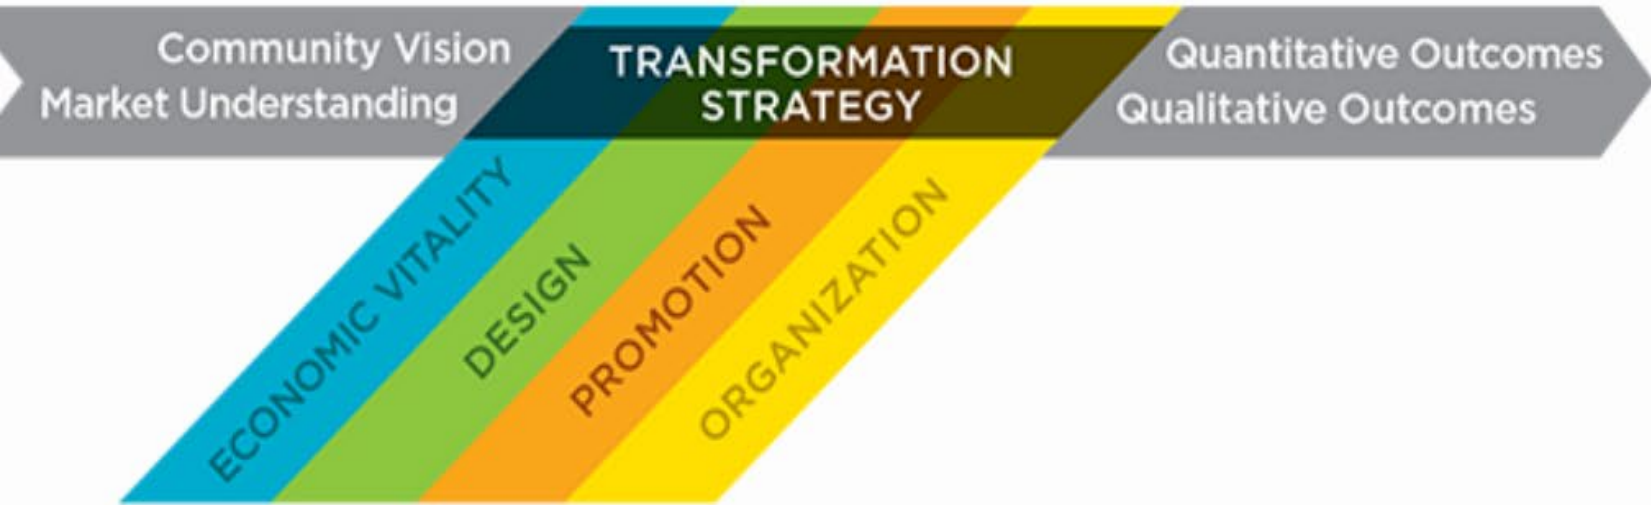 Community Vision
Market Understanding
TRANSFORMATION
STRATEGY
Quantitative Outcomes
Qualitative Outcomes
ECONOMIC VITALITY
DESIGN
PROMOTION
ORGANIZATION